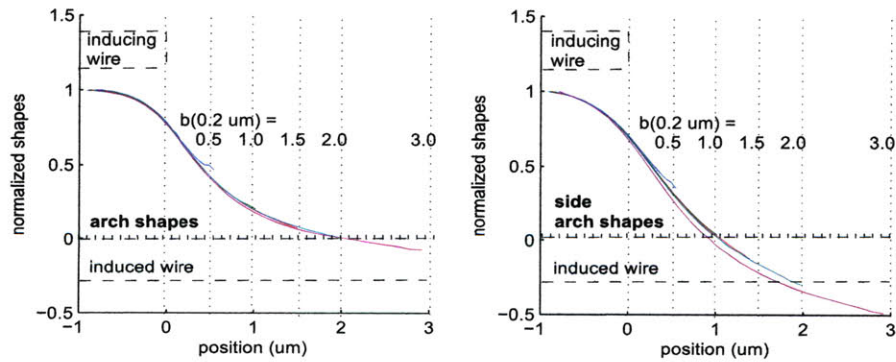 1.5
1
0.5
0
−0.5
normalized shapes
inducing
wire
b(0.2 um) =
0.5 1.0 1.5 2.0 3.0
arch shapes
induced wire
−1 0 1 2 3
position (um)
1.5
1
0.5
0
−0.5
normalized shapes
inducing
wire
b(0.2 um) =
0.5 1.0 1.5 2.0 3.0
side
arch shapes
induced wire
−1 0 1 2 3
position (um)